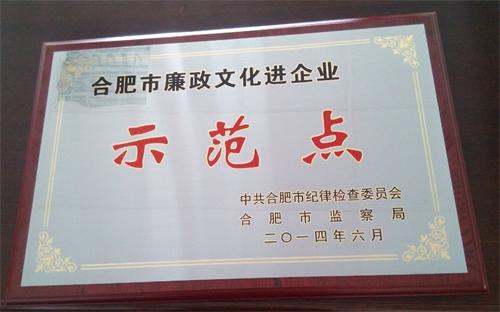 合肥市廉政文化进企业
示范点
中共合肥市纪律检查委员会
合肥市监察局
二〇一四年六月